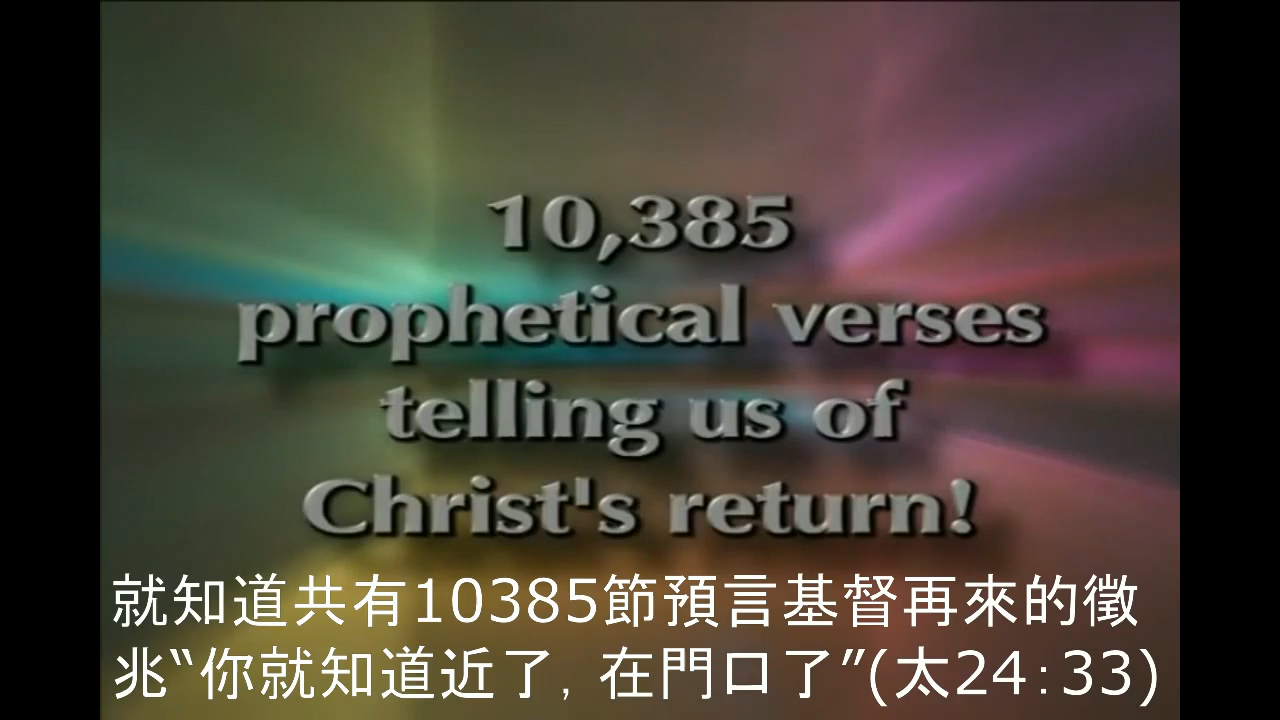 10,385
prophetical verses
telling us of
Christ's return!
就知道共有10385節預言基督再來的徵
兆“你就知道近了, 在門口了”(太24:33)